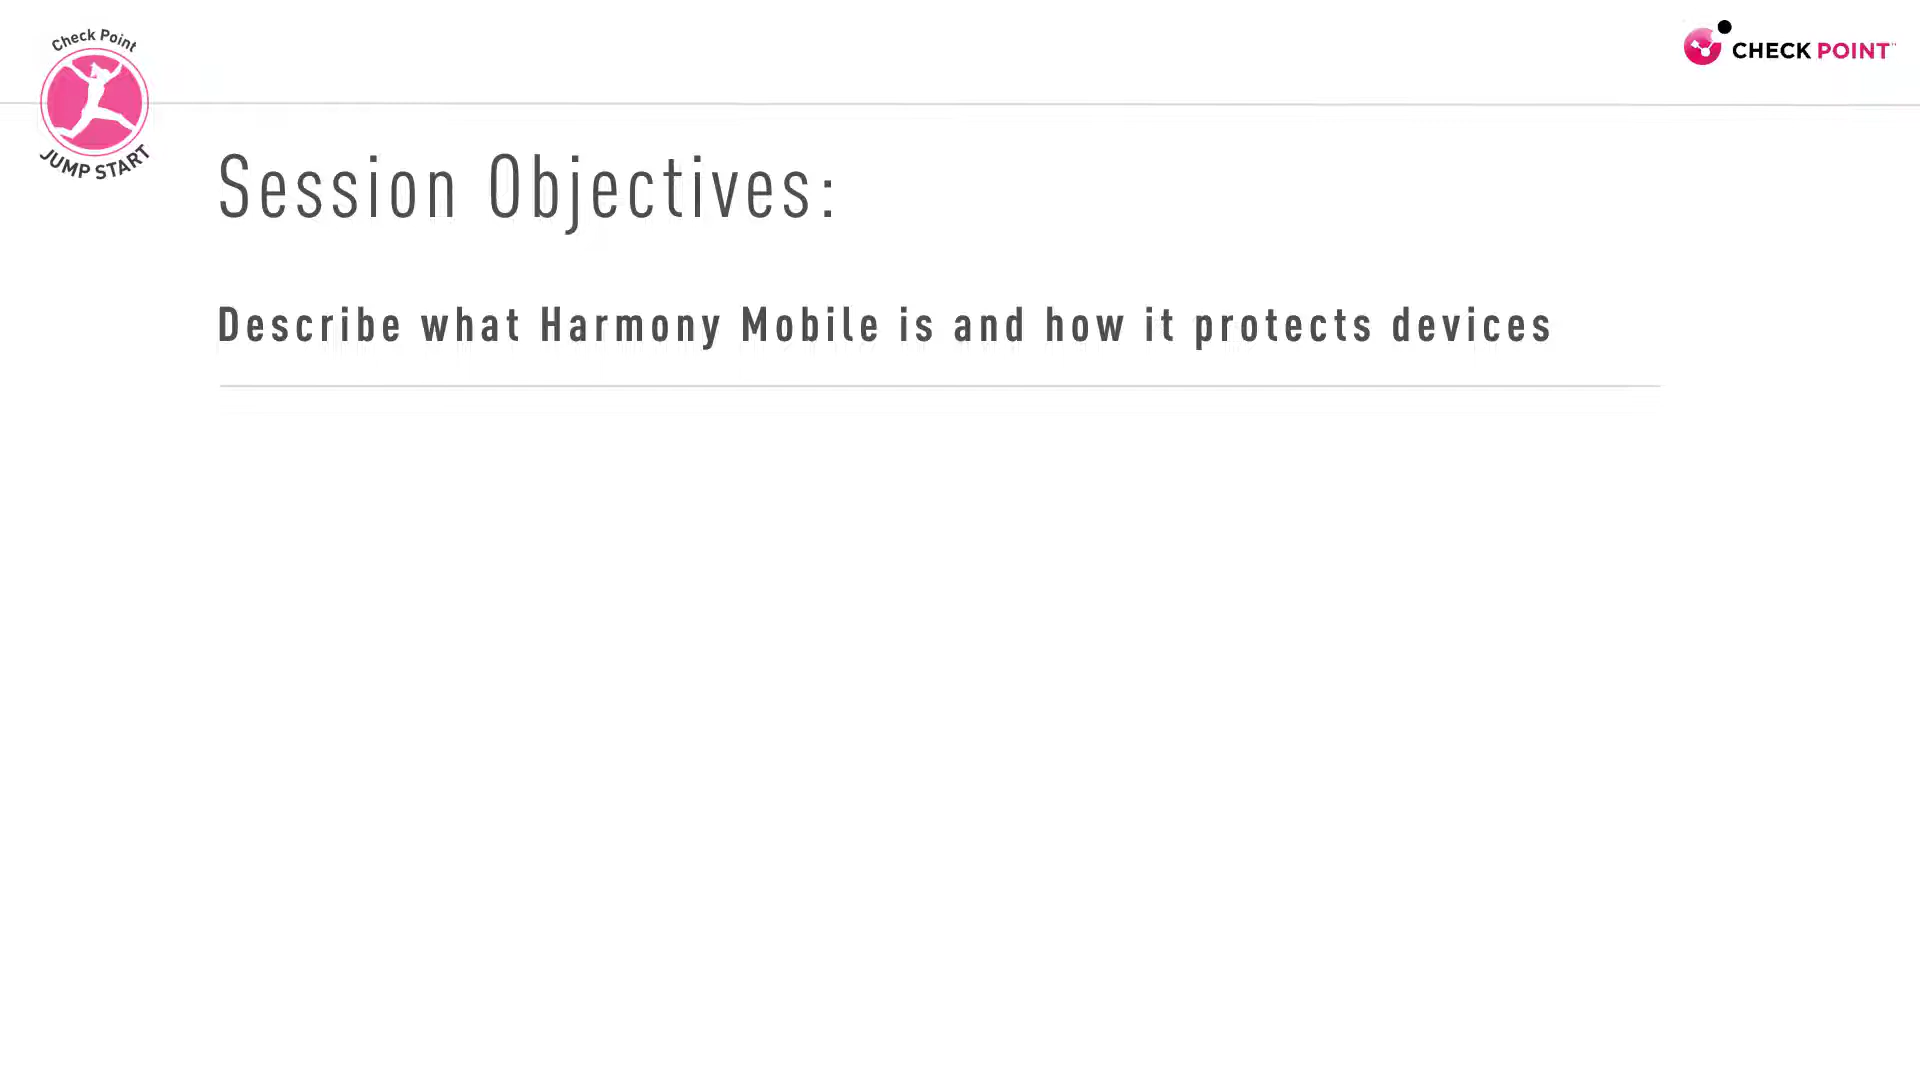 Check Point
JUMP START
CHECK POINT
Session Objectives:
Describe what Harmony Mobile is and how it protects devices